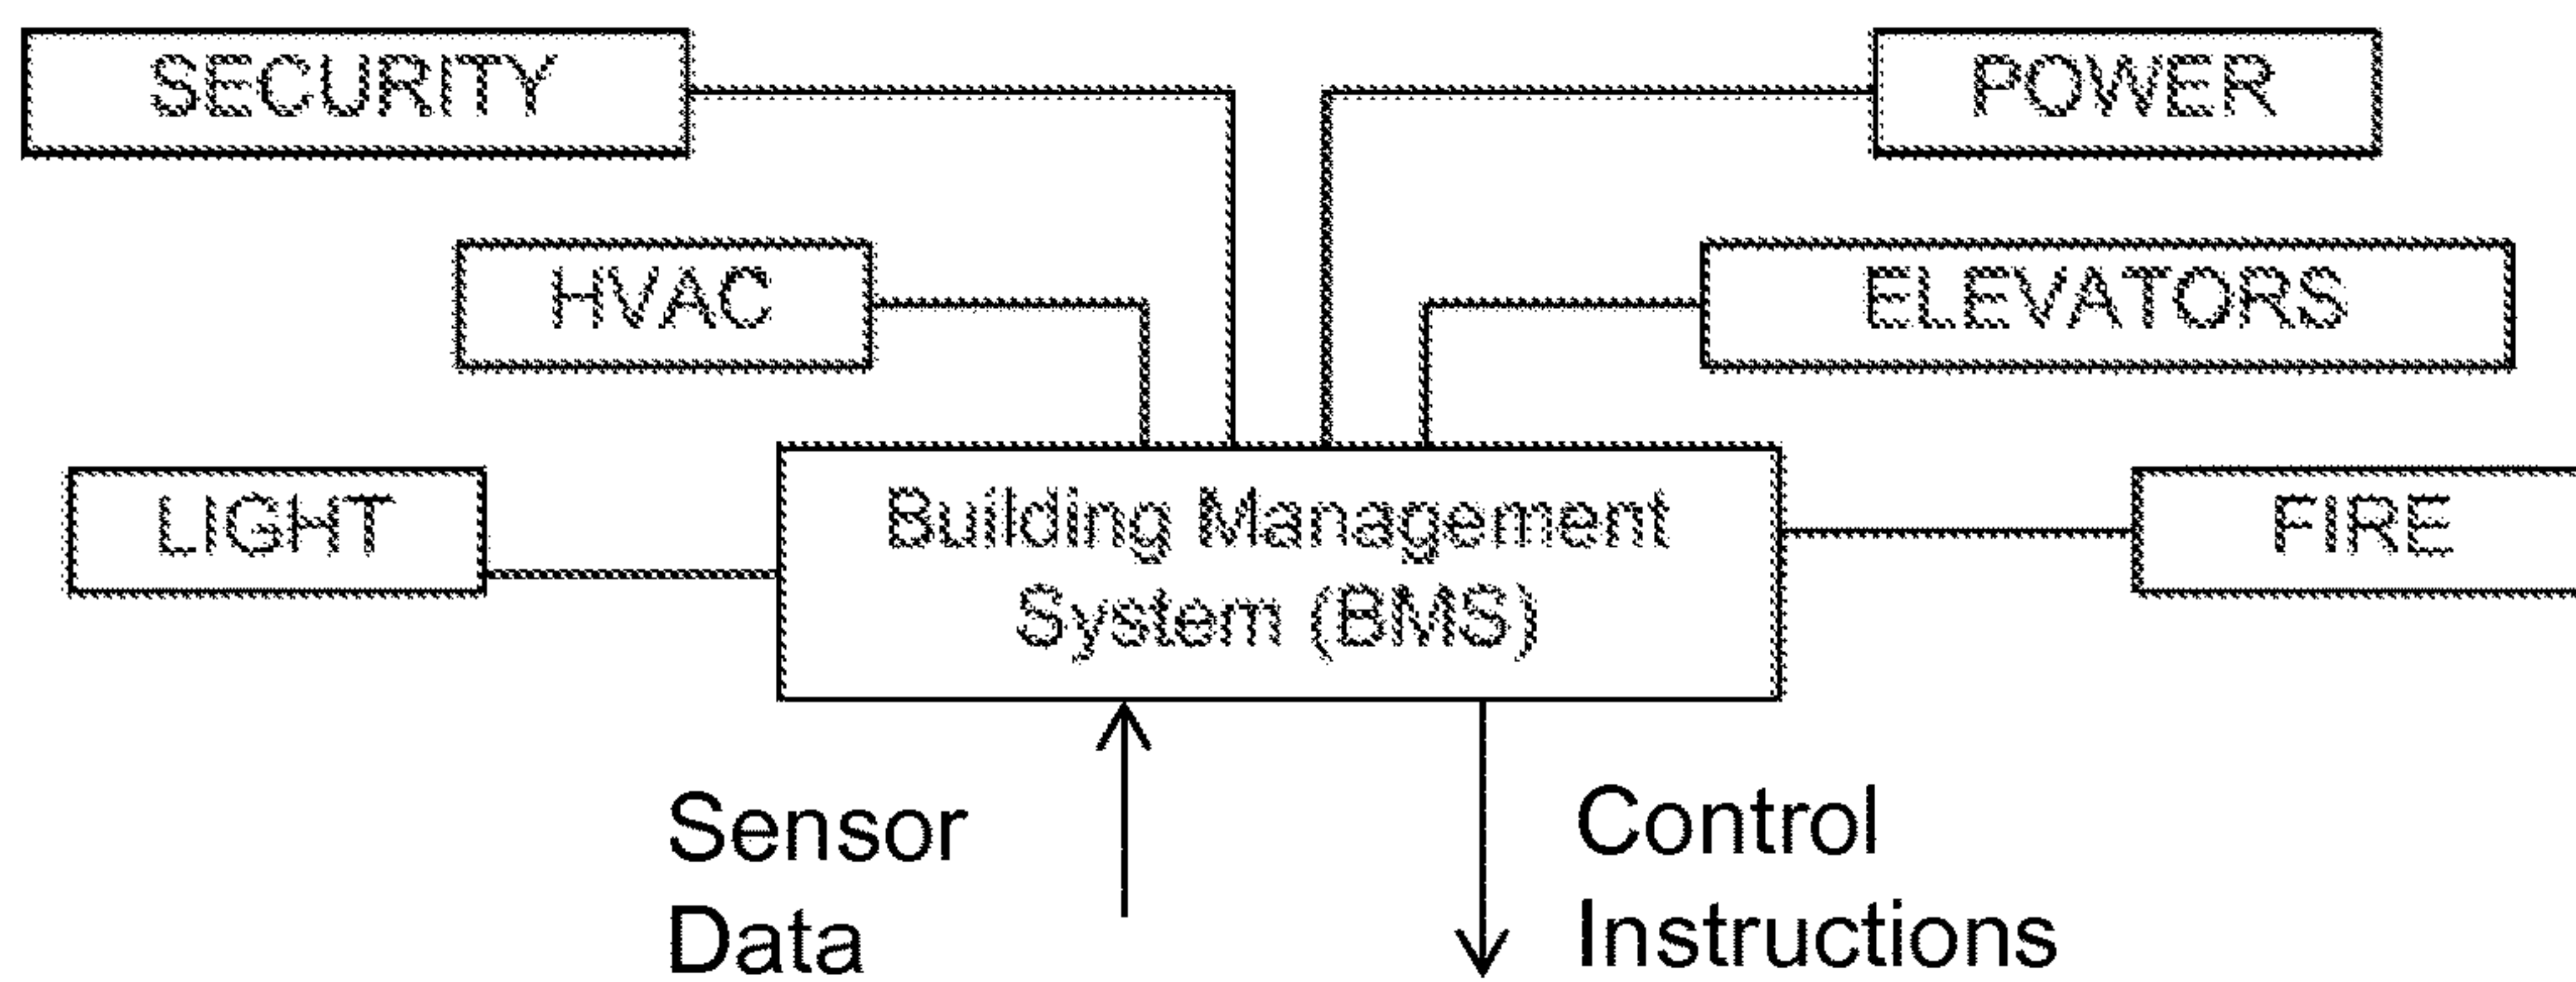 SECURITY
POWER
HVAC
ELEVATORS
LIGHT
Building Management
System (BMS)
FIRE
Sensor
Data
Control
Instructions